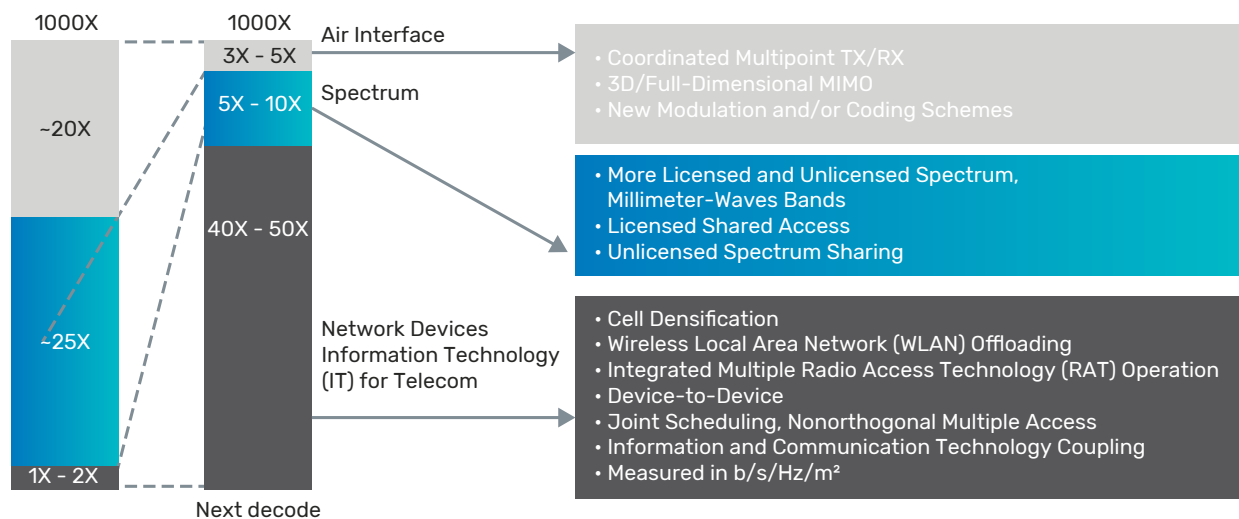 1000X
~20X
~25X
1X - 2X
1000X
3X - 5X
5X - 10X
40X - 50X
Next decode
Air Interface
Spectrum
Network Devices
Information Technology
(IT) for Telecom
• Coordinated Multipoint TX/RX
• 3D/Full-Dimensional MIMO
• New Modulation and/or Coding Schemes
• More Licensed and Unlicensed Spectrum,
Millimeter-Waves Bands
• Licensed Shared Access
• Unlicensed Spectrum Sharing
• Cell Densification
• Wireless Local Area Network (WLAN) Offloading
• Integrated Multiple Radio Access Technology (RAT) Operation
• Device-to-Device
• Joint Scheduling, Nonorthogonal Multiple Access
• Information and Communication Technology Coupling
• Measured in b/s/Hz/m²